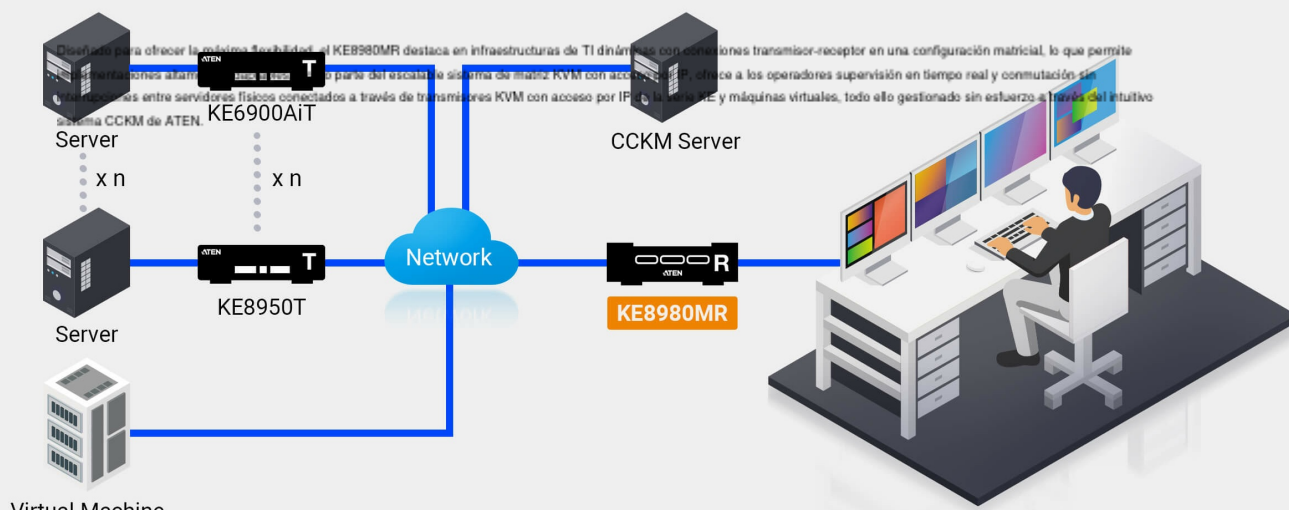 Diseñado para ofrecer la máxima flexibilidad, el KE8980MR destaca en infraestructuras de TI dinámicas con conexiones transmisor-receptor en una configuración matricial, lo que permite
parte del escalable sistema de matriz KVM con acceso por IP, ofrece a los operadores supervisión en tiempo real y conmutación sin
interrupciones entre servidores físicos conectados a través de transmisores KVM con acceso por IP de la serie KE y máquinas virtuales, todo ello gestionado sin esfuerzo a través del intuitivo
sistema CCKM de ATEN.
ATEN
T
KE6900AiT
Server
CCKM Server
x n
x n
ATEN
T
KE8950T
Server
Network
ATEN
R
KE8980MR
Virtual Machine